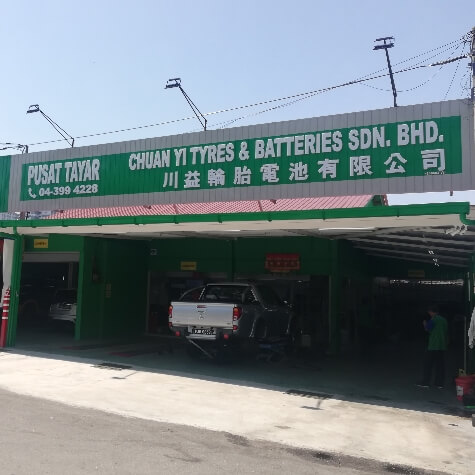 PUSAT TAYAR
04-399 4228
CHUAN YI TYRES & BATTERIES SDN. BHD.
川益輪胎電池有限公司